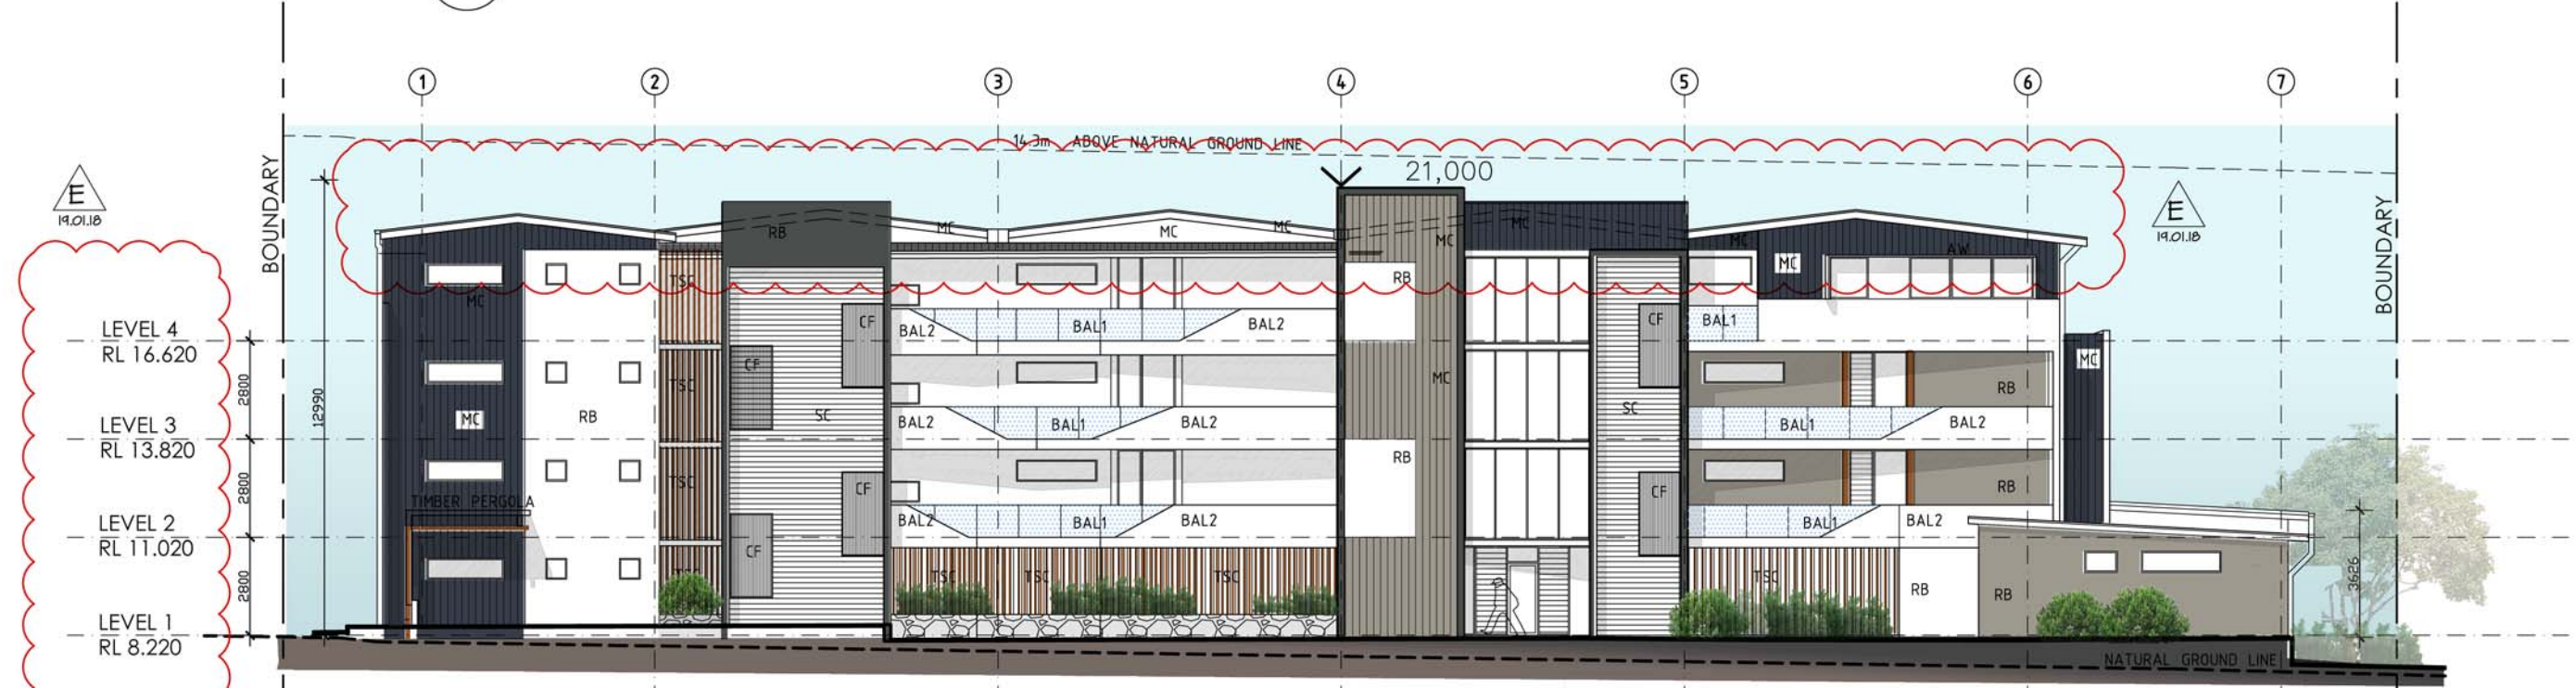 1
2
3
4
5
6
7
14.3m ABOVE NATURAL GROUND LINE
21,000
E
19.01.18
E
19.01.18
BOUNDARY
BOUNDARY
RB
MC
MC
MC
MC
MC
MC
MC
AW
TSC
RB
MC
MC
LEVEL 4
RL 16.620
CF
BAL2
BAL1
BAL2
CF
BAL1
2800
12990
CF
TSC
MC
MC
RB
LEVEL 3
RL 13.820
MC
RB
SC
BAL2
BAL1
BAL2
SC
BAL1
BAL2
2800
TSC
CF
RB
CF
RB
TIMBER PERGOLA
LEVEL 2
RL 11.020
BAL2
BAL1
BAL2
BAL1
BAL2
2800
CF
TSC
TSC
TSC
TSC
TSC
RB
RB
3626
LEVEL 1
RL 8.220
NATURAL GROUND LINE